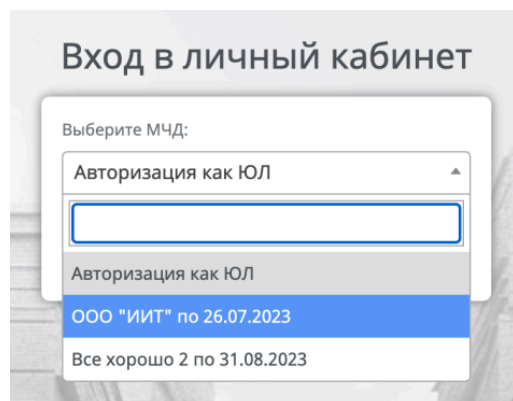 Вход в личный кабинет
Выберите МЧД:
Авторизация как ЮЛ
Авторизация как ЮЛ
ООО "ИИТ" по 26.07.2023
Все хорошо 2 по 31.08.2023